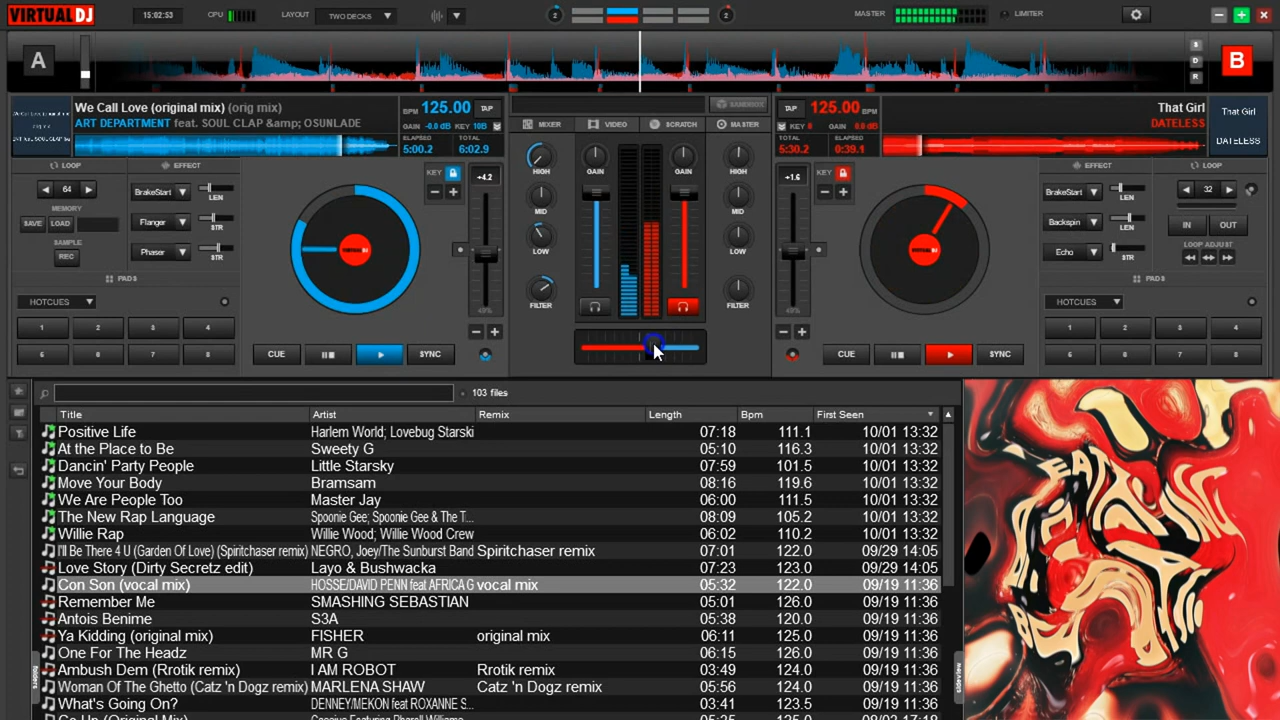 VIRTUALDJ 15:02:53 CPU LAYOUT TWO DECKS 2 2 MASTER LIMITER
A S D R B
We Call Love (original mix) (orig mix) BPM 125.00 TAP
ART DEPARTMENT feat. SOUL CLAP &amp; OSUNLADE GAIN -0.0 dB KEY 10B
ELAPSED 5:00.2 TOTAL 6:02.9
SANDBOX
MIXER VIDEO SCRATCH MASTER
TAP 125.00 BPM That Girl
KEY GAIN 0.0 dB DATELESS
5:30.2 ELAPSED 0:39.1
That Girl
DATELESS
LOOP EFFECT KEY +4.2 HIGH GAIN GAIN HIGH +1.6 KEY EFFECT LOOP
64 BrakeStart LEN BrakeStart LEN 32
MEMORY MID MID
SAVE LOAD Flanger STR Backspin STR IN OUT
SAMPLE LOW LOW
REC Phaser STR Echo STR LOOP ADJUST
VIRTUALDJ VIRTUALDJ
PADS FILTER FILTER PADS
HOTCUES HOTCUES
1 2 3 4 1 2 3 4
5 6 7 8 CUE SYNC CUE SYNC 5 6 7 8
103 files
Title Artist Remix Length Bpm First Seen
Positive Life Harlem World; Lovebug Starski 07:18 111.1 10/01 13:32
At the Place to Be Sweety G 05:10 116.3 10/01 13:32
Dancin' Party People Little Starsky 07:59 101.5 10/01 13:32
Move Your Body Bramsam 08:16 119.6 10/01 13:32
We Are People Too Master Jay 06:00 111.5 10/01 13:32
The New Rap Language Spoonie Gee; Spoonie Gee & The T... 08:09 105.2 10/01 13:32
Willie Rap Willie Wood; Willie Wood Crew 06:02 110.2 10/01 13:32
I'll Be There 4 U (Garden Of Love) (Spiritchaser remix) NEGRO, Joey/The Sunburst Band Spiritchaser remix 07:01 122.0 09/29 14:05
Love Story (Dirty Secretz edit) Layo & Bushwacka 07:23 123.0 09/29 14:05
Con Son (vocal mix) HOSSE/DAVID PENN feat AFRICA G vocal mix 05:32 122.0 09/19 11:36
Remember Me SMASHING SEBASTIAN 05:01 126.0 09/19 11:36
Antois Benime S3A 05:38 120.0 09/19 11:36
Ya Kidding (original mix) FISHER original mix 06:11 125.0 09/19 11:36
One For The Headz MR G 06:15 126.0 09/19 11:36
Ambush Dem (Rrotik remix) I AM ROBOT Rrotik remix 03:49 124.0 09/19 11:36
Woman Of The Ghetto (Catz 'n Dogz remix) MARLENA SHAW Catz 'n Dogz remix 05:56 124.0 09/19 11:36
What's Going On? DENNEY/MEKON feat ROXANNE S... 03:41 123.5 09/19 11:36
folders
sideview